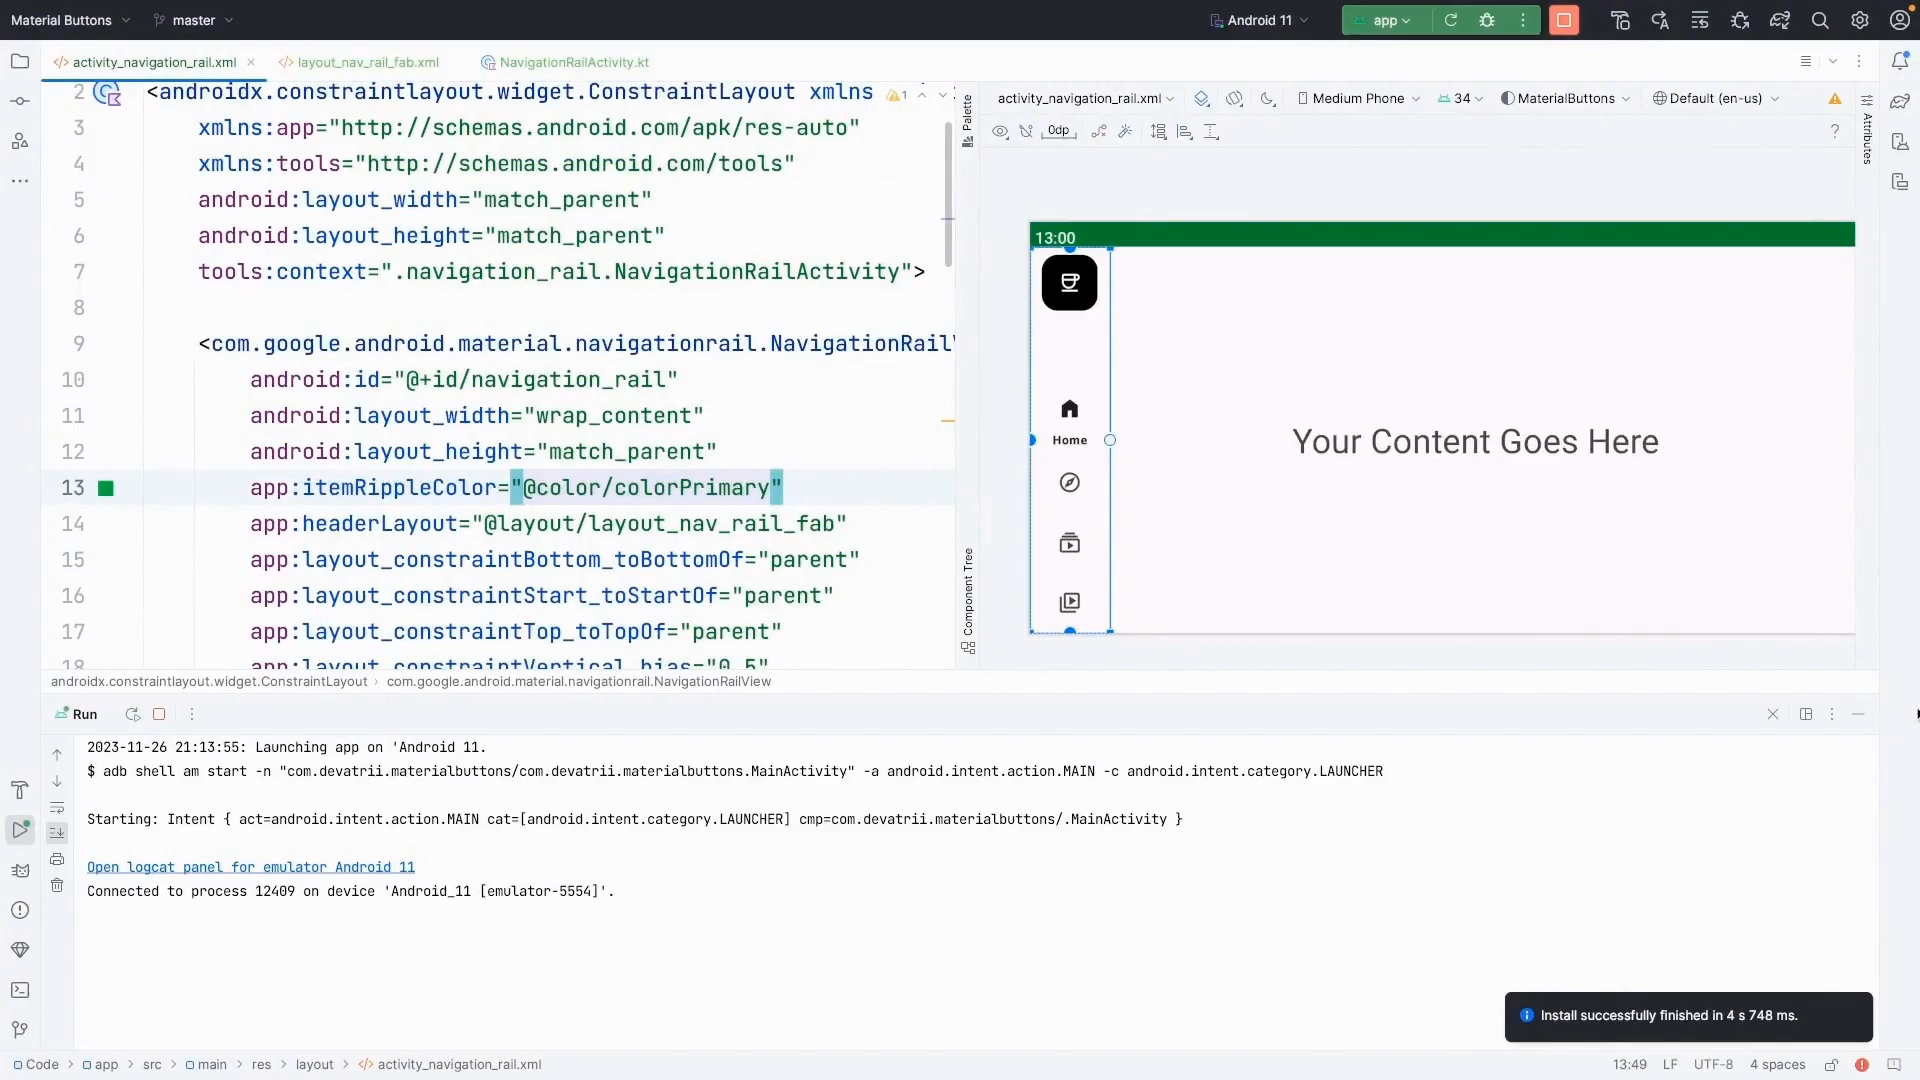 Material Buttons
master
Android 11
app
activity_navigation_rail.xml
layout_nav_rail_fab.xml
NavigationRailActivity.kt
2 <androidx.constraintlayout.widget.ConstraintLayout xmlns
1
3 xmlns:app="http://schemas.android.com/apk/res-auto"
4 xmlns:tools="http://schemas.android.com/tools"
5 android:layout_width="match_parent"
6 android:layout_height="match_parent"
7 tools:context=".navigation_rail.NavigationRailActivity">
8
9 <com.google.android.material.navigationrail.NavigationRail
10 android:id="@+id/navigation_rail"
11 android:layout_width="wrap_content"
12 android:layout_height="match_parent"
13 app:itemRippleColor="@color/colorPrimary"
14 app:headerLayout="@layout/layout_nav_rail_fab"
15 app:layout_constraintBottom_toBottomOf="parent"
16 app:layout_constraintStart_toStartOf="parent"
17 app:layout_constraintTop_toTopOf="parent"
18 app:layout_constraintVertical_bias="0.5"
Palette
Component Tree
activity_navigation_rail.xml
Medium Phone
34
MaterialButtons
Default (en-us)
0dp
?
Attributes
13:00
Home
Your Content Goes Here
androidx.constraintlayout.widget.ConstraintLayout
com.google.android.material.navigationrail.NavigationRailView
Run
2023-11-26 21:13:55: Launching app on 'Android 11.
$ adb shell am start -n "com.devatrii.materialbuttons/com.devatrii.materialbuttons.MainActivity" -a android.intent.action.MAIN -c android.intent.category.LAUNCHER
Starting: Intent { act=android.intent.action.MAIN cat=[android.intent.category.LAUNCHER] cmp=com.devatrii.materialbuttons/.MainActivity }
Open logcat panel for emulator Android 11
Connected to process 12409 on device 'Android_11 [emulator-5554]'.
Install successfully finished in 4 s 748 ms.
Code > app > src > main > res > layout > activity_navigation_rail.xml
13:49
LF
UTF-8
4 spaces